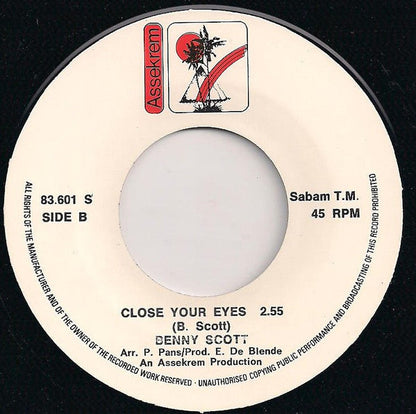 Assekrem
83.601 S
SIDE B
Sabam T.M.
45 RPM
CLOSE YOUR EYES 2.55
(B. Scott)
BENNY SCOTT
Arr. P. Pans/Prod. E. De Blende
An Assekrem Production
ALL RIGHTS OF THE MANUFACTURER AND OF THE OWNER OF THE RECORDED WORK RESERVED · UNAUTHORISED COPYING PUBLIC PERFORMANCE AND BROADCASTING OF THIS RECORD PROHIBITED